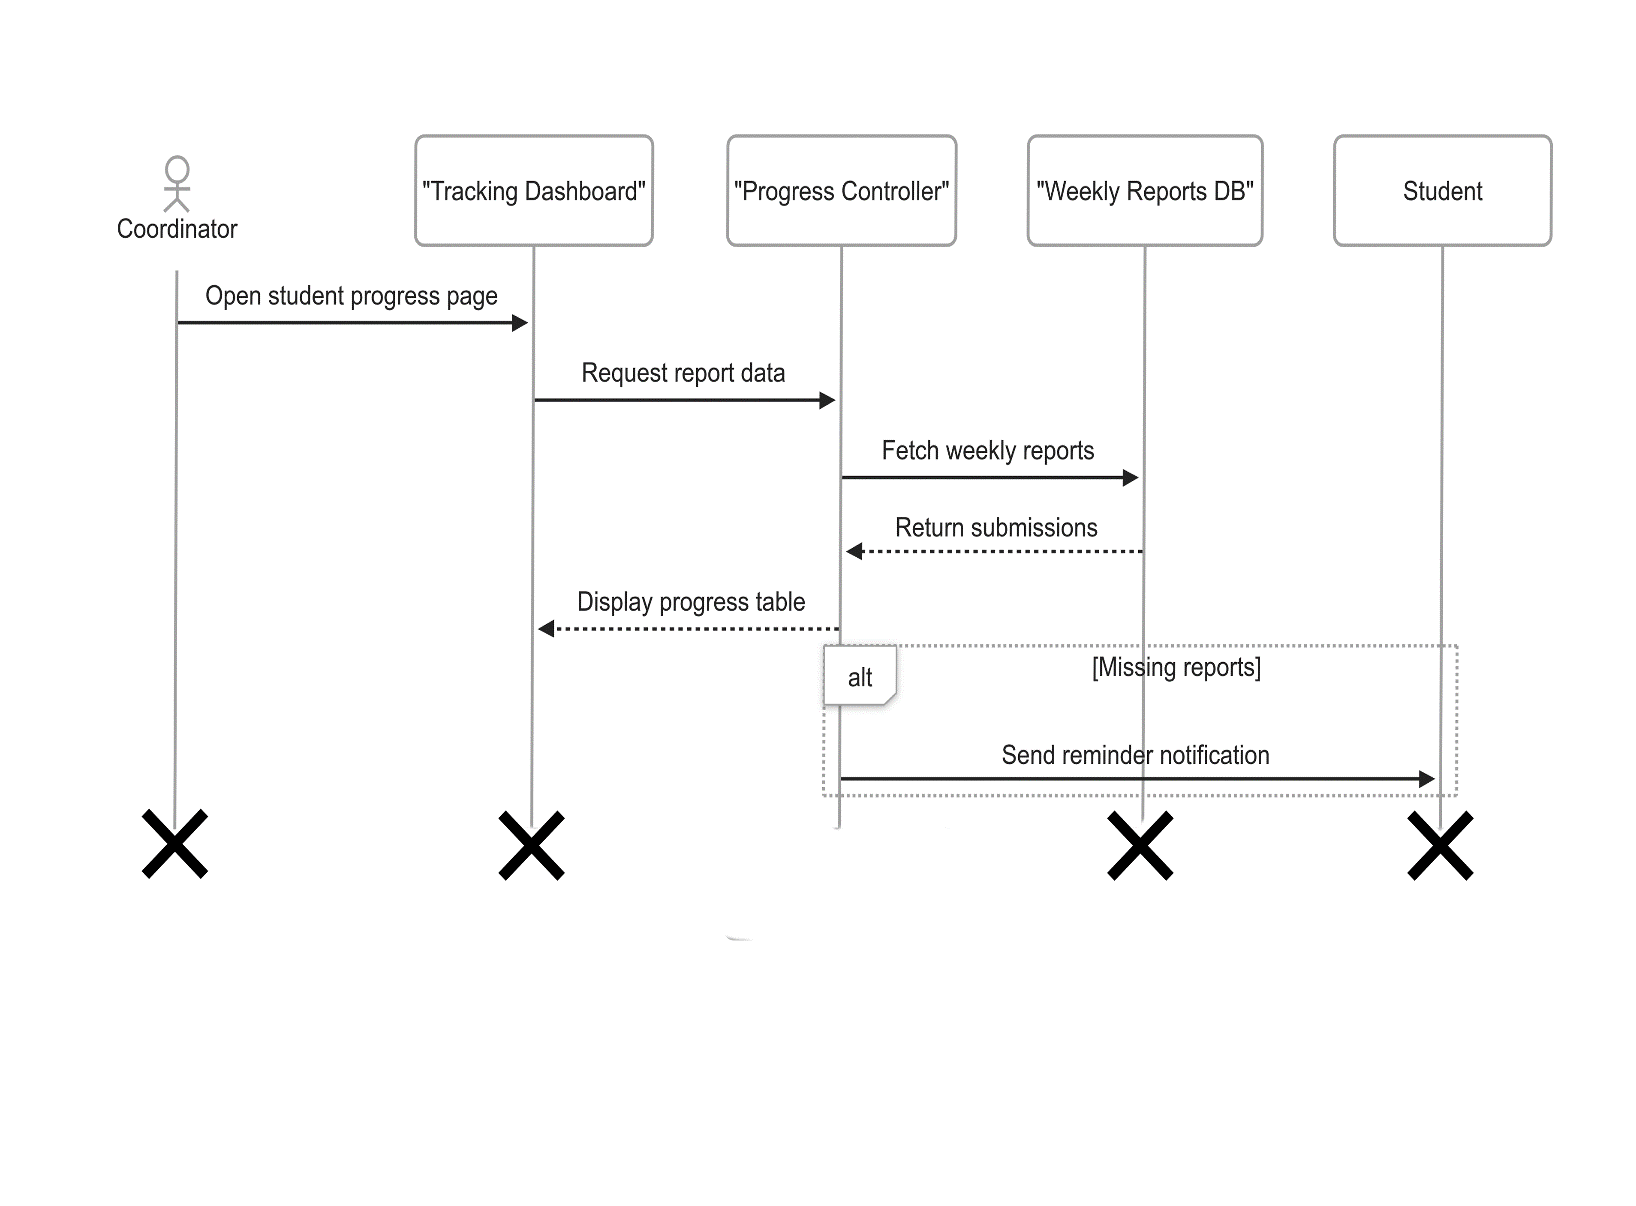 Coordinator
"Tracking Dashboard"
"Progress Controller"
"Weekly Reports DB"
Student
Open student progress page
Request report data
Fetch weekly reports
Return submissions
Display progress table
alt
[Missing reports]
Send reminder notification